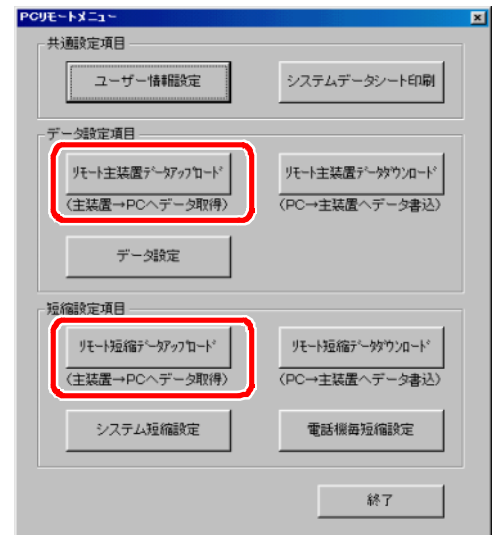 PCリモートメニュー
共通設定項目
ユーザー情報設定
システムデータシート印刷
データ設定項目
リモート主装置データアップロード
リモート主装置データダウンロード
(主装置→PCへデータ取得)
(PC→主装置へデータ書込)
データ設定
短縮設定項目
リモート短縮データアップロード
リモート短縮データダウンロード
(主装置→PCへデータ取得)
(PC→主装置へデータ書込)
システム短縮設定
電話機毎短縮設定
終了